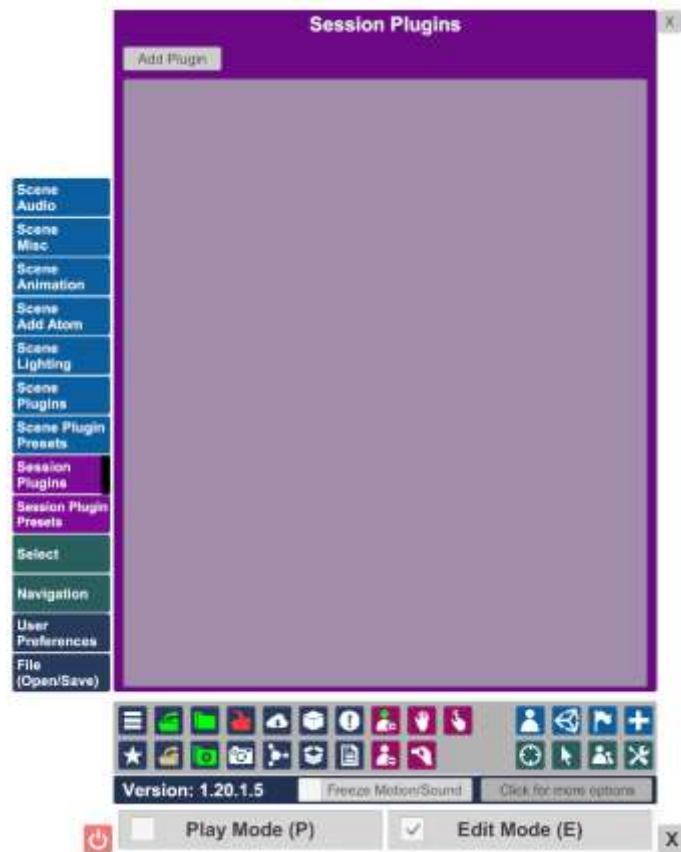 Session Plugins
X
Add Plugin
Scene
Audio
Scene
Misc
Scene
Animation
Scene
Add Atom
Scene
Lighting
Scene
Plugins
Scene Plugin
Presets
Session
Plugins
Session Plugin
Presets
Select
Navigation
User
Preferences
File
(Open/Save)
Version: 1.20.1.5
Freeze Motion/Sound
Click for more options
Play Mode (P)
Edit Mode (E)
X